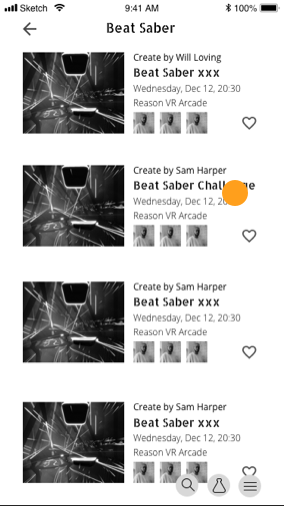 Sketch 9:41 AM 100%
Beat Saber
Create by Will Loving
Beat Saber xxx
Wednesday, Dec 12, 20:30
Reason VR Arcade
Create by Sam Harper
Beat Saber Challenge
Wednesday, Dec 12, 20:30
Reason VR Arcade
Create by Sam Harper
Beat Saber xxx
Wednesday, Dec 12, 20:30
Reason VR Arcade
Create by Sam Harper
Beat Saber xxx
Wednesday, Dec 12, 20:30
Reason VR Arcade